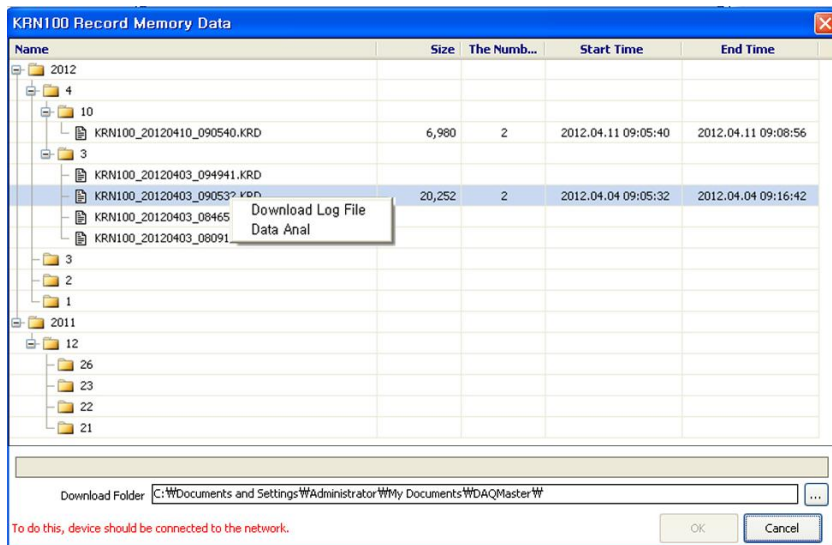 KRN100 Record Memory Data
Name Size The Numb... Start Time End Time
2012
4
10
KRN100_20120410_090540.KRD 6,980 2 2012.04.11 09:05:40 2012.04.11 09:08:56
3
KRN100_20120403_094941.KRD
KRN100_20120403_090532.KRD 20,252 2 2012.04.04 09:05:32 2012.04.04 09:16:42
KRN100_20120403_08465
Download Log File
KRN100_20120403_08091
Data Anal
3
2
1
2011
12
26
23
22
21
Download Folder C:₩Documents and Settings₩Administrator₩My Documents₩DAQMaster₩ ...
To do this, device should be connected to the network. OK Cancel